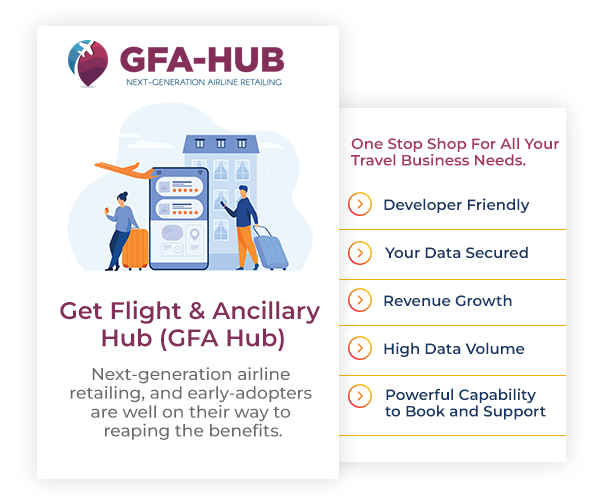 GFA-HUB
NEXT-GENERATION AIRLINE RETAILING
Get Flight & Ancillary
Hub (GFA Hub)
Next-generation airline
retailing, and early-adopters
are well on their way to
reaping the benefits.
One Stop Shop For All Your
Travel Business Needs.
Developer Friendly
Your Data Secured
Revenue Growth
High Data Volume
Powerful Capability
to Book and Support